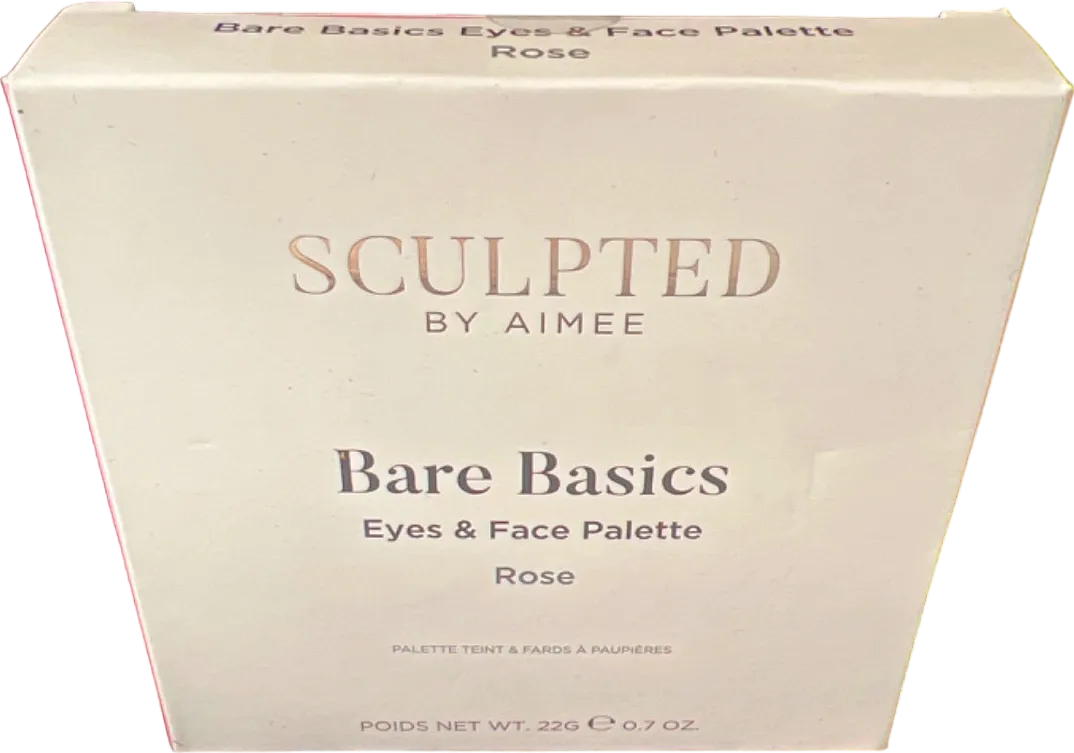 Bare Basics Eyes & Face Palette
Rose
SCULPTED
BY AIMEE
Bare Basics
Eyes & Face Palette
Rose
PALETTE TEINT & FARDS À PAUPIÈRES
POIDS NET WT. 22G ℮ 0.7 OZ.